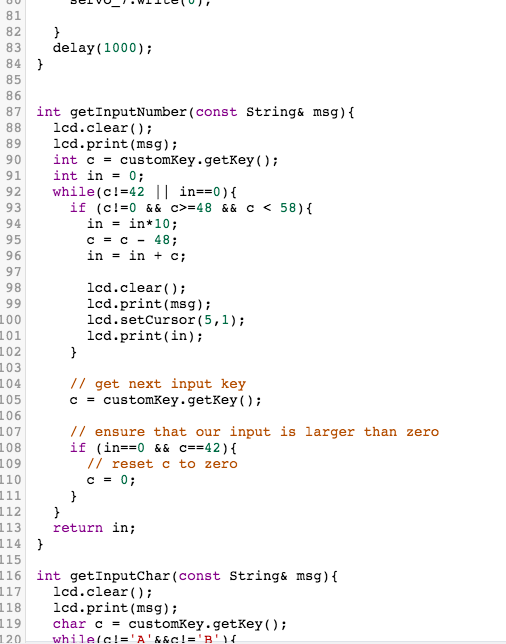 80 servo_7.write(0);
81
82 }
83 delay(1000);
84 }
85
86
87 int getInputNumber(const String& msg){
88 lcd.clear();
89 lcd.print(msg);
90 int c = customKey.getKey();
91 int in = 0;
92 while(c!=42 || in==0){
93 if (c!=0 && c>=48 && c < 58){
94 in = in*10;
95 c = c - 48;
96 in = in + c;
97
98 lcd.clear();
99 lcd.print(msg);
100 lcd.setCursor(5,1);
101 lcd.print(in);
102 }
103
104 // get next input key
105 c = customKey.getKey();
106
107 // ensure that our input is larger than zero
108 if (in==0 && c==42){
109 // reset c to zero
110 c = 0;
111 }
112 }
113 return in;
114 }
115
116 int getInputChar(const String& msg){
117 lcd.clear();
118 lcd.print(msg);
119 char c = customKey.getKey();
120 while(c!='A'&&c!='B'){